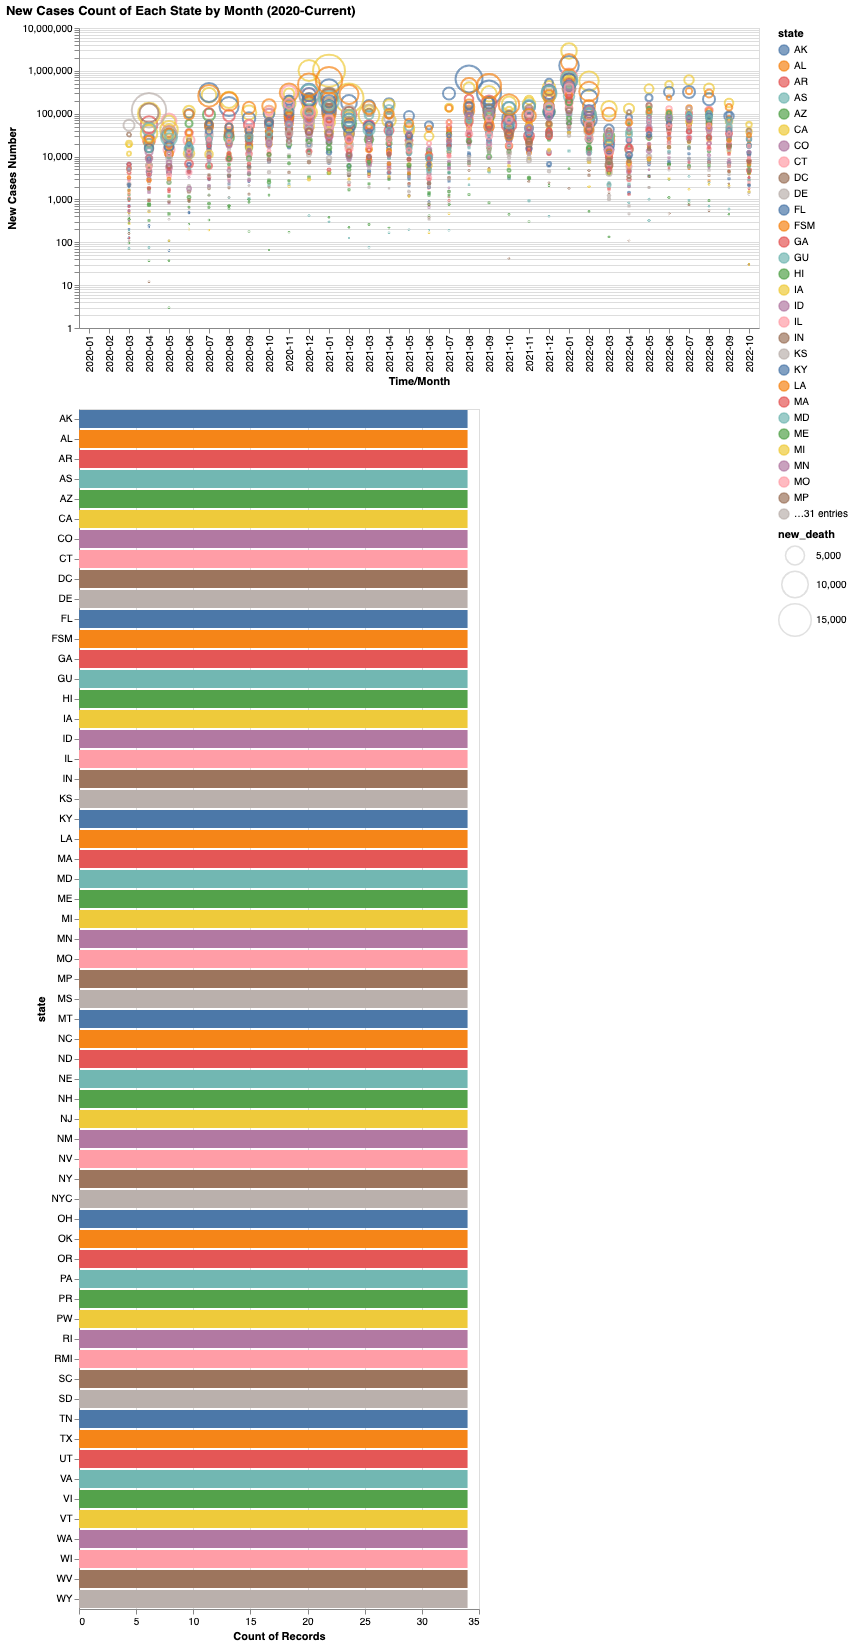 New Cases Count of Each State by Month (2020-Current)
10,000,000
1,000,000
100,000
10,000
1,000
100
10
1
New Cases Number
2020-01
2020-02
2020-03
2020-04
2020-05
2020-06
2020-07
2020-08
2020-09
2020-10
2020-11
2020-12
2021-01
2021-02
2021-03
2021-04
2021-05
2021-06
2021-07
2021-08
2021-09
2021-10
2021-11
2021-12
2022-01
2022-02
2022-03
2022-04
2022-05
2022-06
2022-07
2022-08
2022-09
2022-10
Time/Month
state
AK
AL
AR
AS
AZ
CA
CO
CT
DC
DE
FL
FSM
GA
GU
HI
IA
ID
IL
IN
KS
KY
LA
MA
MD
ME
MI
MN
MO
MP
...31 entries
new_death
5,000
10,000
15,000
AK
AL
AR
AS
AZ
CA
CO
CT
DC
DE
FL
FSM
GA
GU
HI
IA
ID
IL
IN
KS
KY
LA
MA
MD
ME
MI
MN
MO
MP
MS
MT
NC
ND
NE
NH
NJ
NM
NV
NY
NYC
OH
OK
OR
PA
PR
PW
RI
RMI
SC
SD
TN
TX
UT
VA
VI
VT
WA
WI
WV
WY
state
0 5 10 15 20 25 30 35
Count of Records